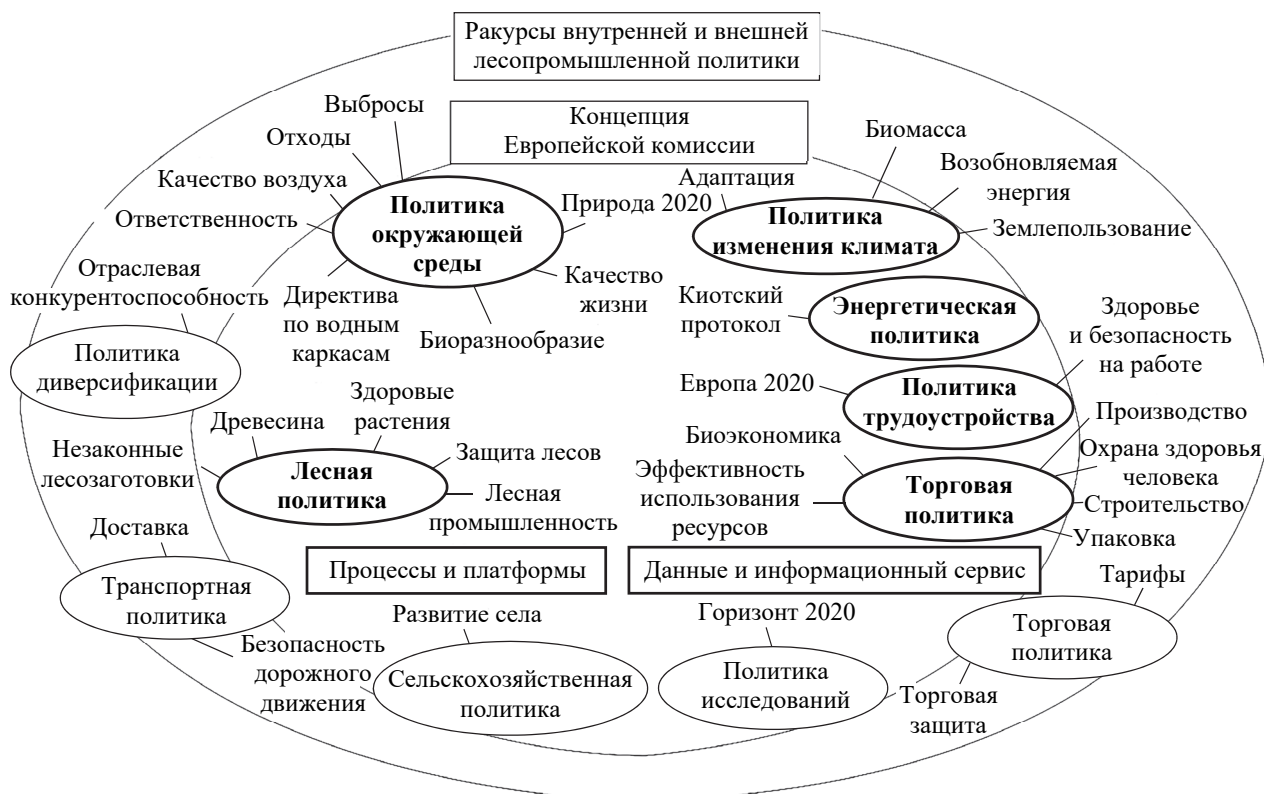 Ракурсы внутренней и внешней
лесопромышленной политики
Концепция
Европейской комиссии
Выбросы
Отходы
Качество воздуха
Ответственность
Политика
окружающей
среды
Природа 2020
Качество
жизни
Биоразнообразие
Директива
по водным
каркасам
Адаптация
Биомасса
Возобновляемая
энергия
Землепользование
Политика
изменения климата
Отраслевая
конкурентоспособность
Политика
диверсификации
Киотский
протокол
Энергетическая
политика
Здоровье
и безопасность
на работе
Европа 2020
Политика
трудоустройства
Древесина
Здоровые
растения
Незаконные
лесозаготовки
Лесная
политика
Защита лесов
Лесная
промышленность
Биоэкономика
Эффективность
использования
ресурсов
Торговая
политика
Производство
Охрана здоровья
человека
Строительство
Упаковка
Доставка
Транспортная
политика
Безопасность
дорожного
движения
Процессы и платформы
Данные и информационный сервис
Развитие села
Сельскохозяйственная
политика
Горизонт 2020
Политика
исследований
Тарифы
Торговая
политика
Торговая
защита